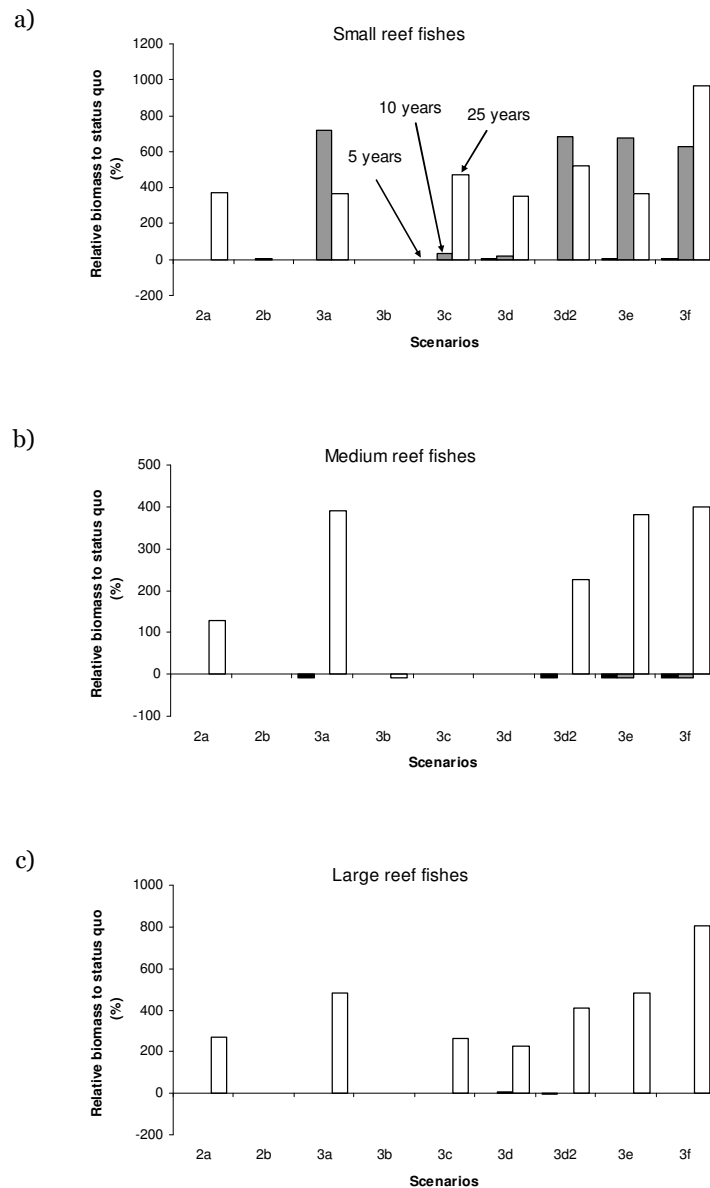 a)
Small reef fishes
Relative biomass to status quo
(%)
1200
1000
800
600
400
200
0
-200
5 years
10 years
25 years
2a 2b 3a 3b 3c 3d 3d2 3e 3f
Scenarios
b)
Medium reef fishes
Relative biomass to status quo
(%)
500
400
300
200
100
0
-100
2a 2b 3a 3b 3c 3d 3d2 3e 3f
Scenarios
c)
Large reef fishes
Relative biomass to status quo
(%)
1000
800
600
400
200
0
-200
2a 2b 3a 3b 3c 3d 3d2 3e 3f
Scenarios